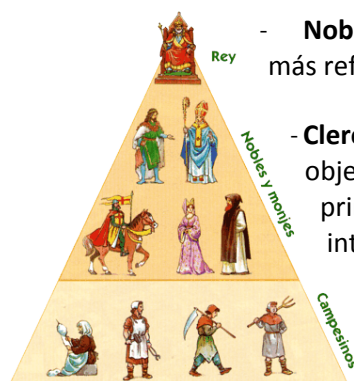 - Nob
Rey
más ref
Nobles y monjes
- Cler
obje
pri
int
Campesinos